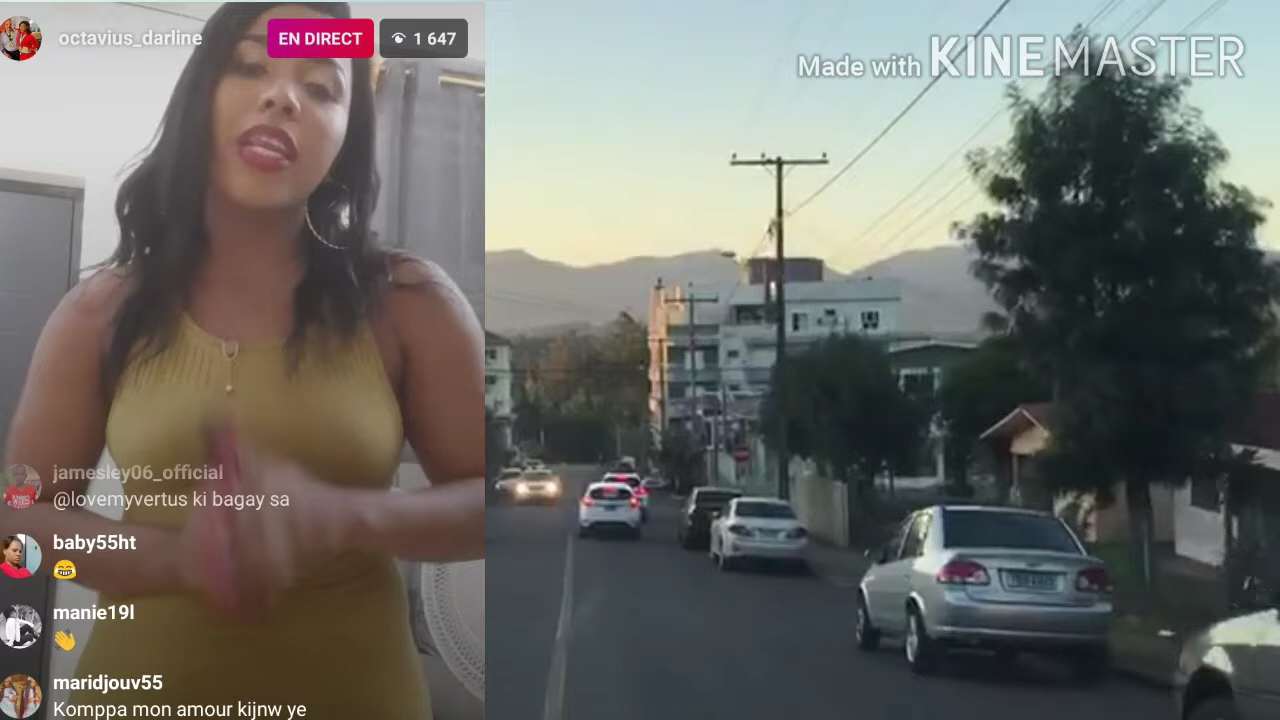 octavius_darline
EN DIRECT
1 647
Made with KINEMASTER
jamesley06_official
@lovemyvertus ki bagay sa
baby55ht
😂
manie19l
👋
maridjouv55
Komppa mon amour kijnw ye